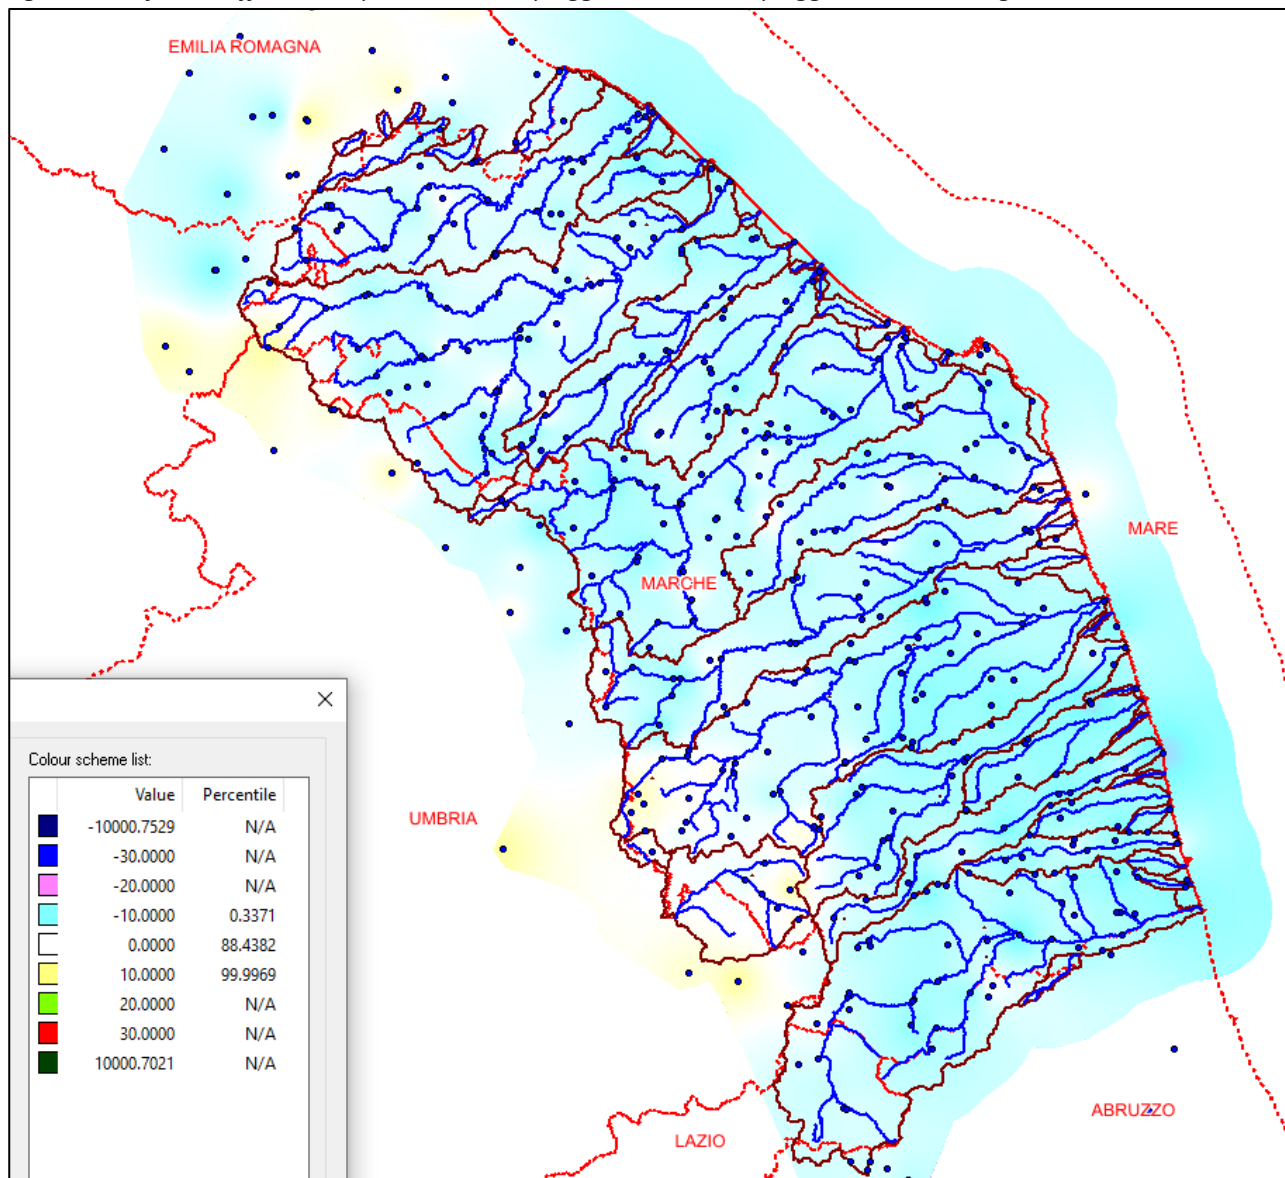 EMILIA ROMAGNA
MARE
MARCHE
UMBRIA
ABRUZZO
LAZIO
Colour scheme list:
Value Percentile
-10000.7529 N/A
-30.0000 N/A
-20.0000 N/A
-10.0000 0.3371
0.0000 88.4382
10.0000 99.9969
20.0000 N/A
30.0000 N/A
10000.7021 N/A